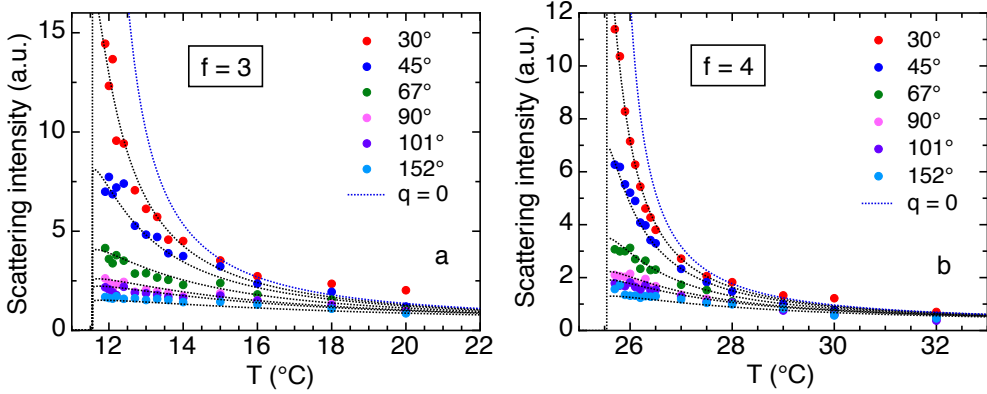 Scattering intensity (a.u.)
15
10
5
0
f = 3
30°
45°
67°
90°
101°
152°
q = 0
a
12 14 16 18 20 22
T (°C)
Scattering intensity (a.u.)
12
10
8
6
4
2
0
f = 4
30°
45°
67°
90°
101°
152°
q = 0
b
26 28 30 32
T (°C)